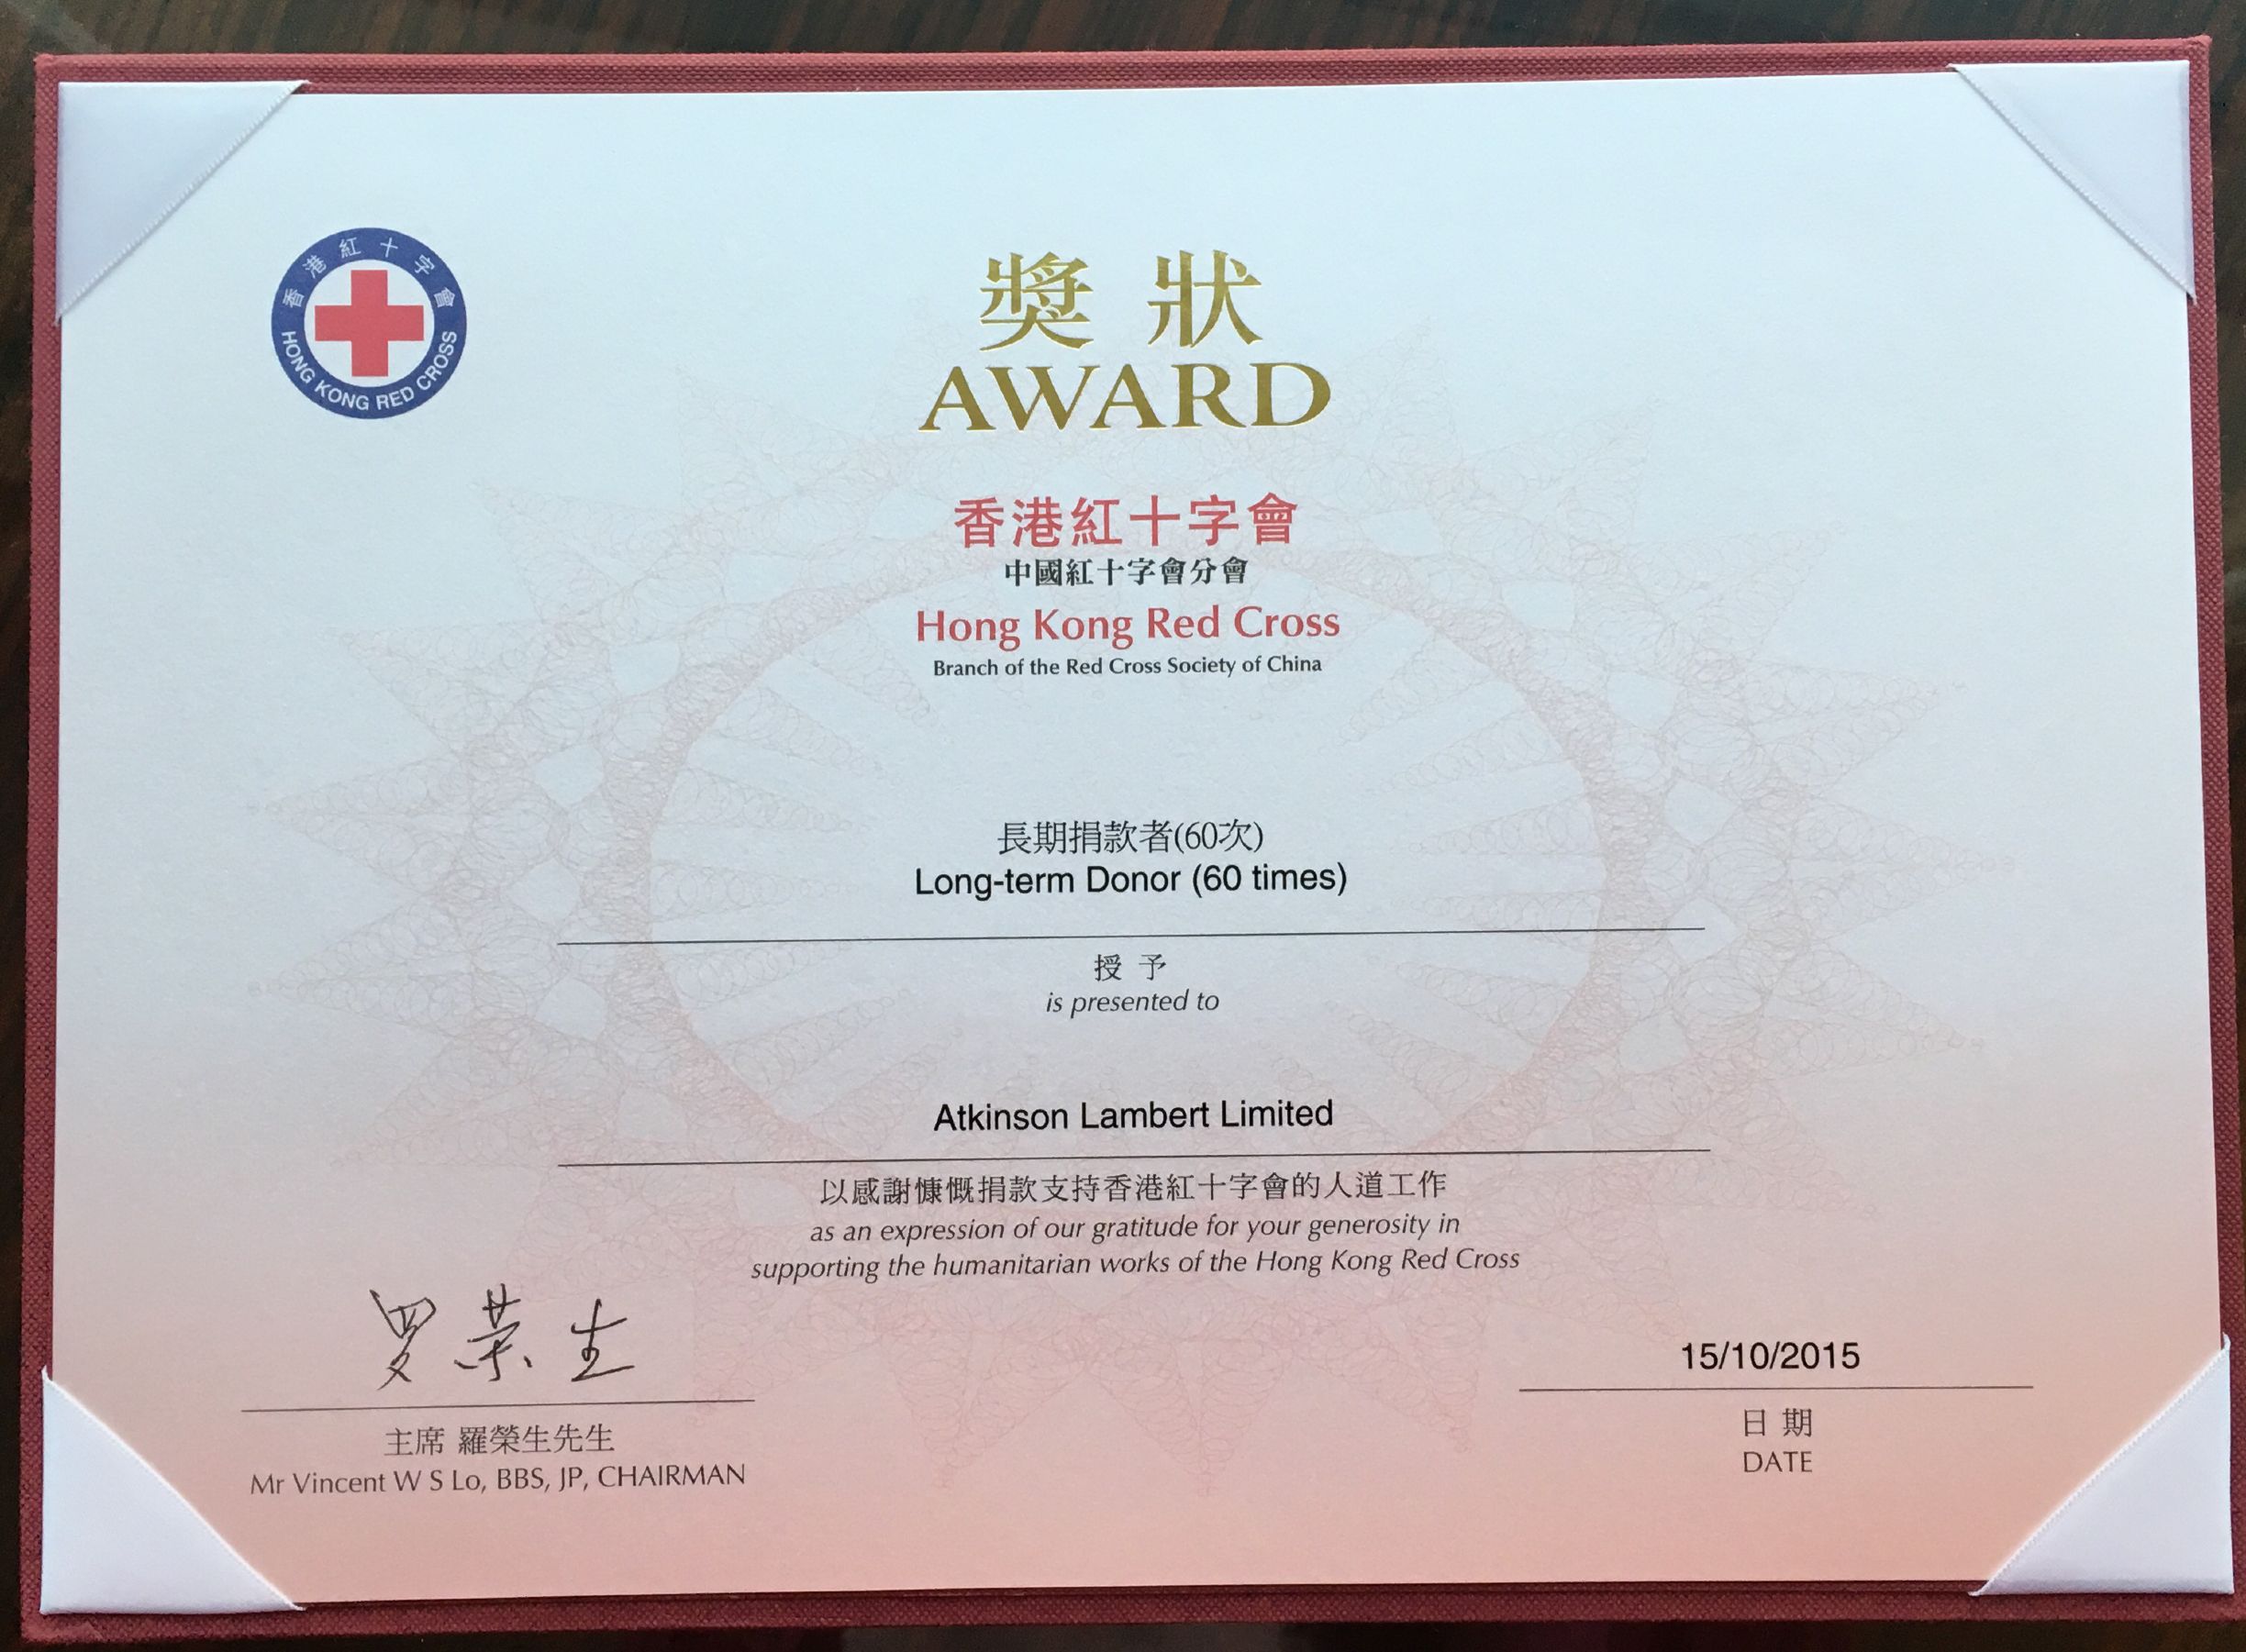 香港紅十字會
HONG KONG RED CROSS
獎狀
AWARD
香港紅十字會
中國紅十字會分會
Hong Kong Red Cross
Branch of the Red Cross Society of China
長期捐款者(60次)
Long-term Donor (60 times)
授予
is presented to
Atkinson Lambert Limited
以感謝慷慨捐款支持香港紅十字會的人道工作
as an expression of our gratitude for your generosity in
supporting the humanitarian works of the Hong Kong Red Cross
罗荣生
主席 羅榮生先生
Mr Vincent W S Lo, BBS, JP, CHAIRMAN
15/10/2015
日期
DATE